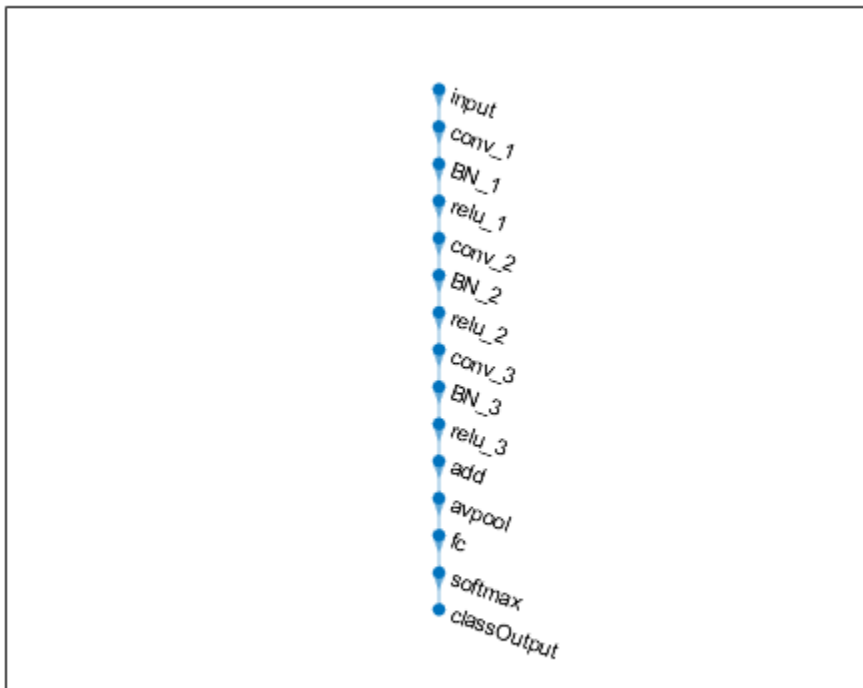 input
conv_1
BN_1
relu_1
conv_2
BN_2
relu_2
conv_3
BN_3
relu_3
add
avpool
fc
softmax
classOutput